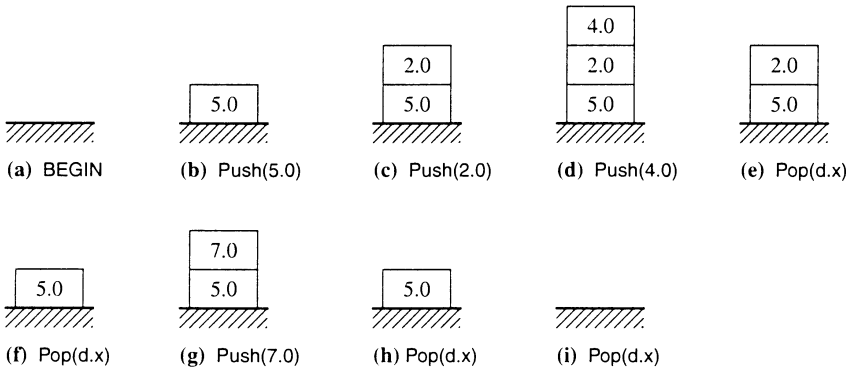 4.0
2.0 2.0 2.0
5.0 5.0 5.0 5.0
(a) BEGIN (b) Push(5.0) (c) Push(2.0) (d) Push(4.0) (e) Pop(d.x)
7.0
5.0 5.0 5.0
(f) Pop(d.x) (g) Push(7.0) (h) Pop(d.x) (i) Pop(d.x)